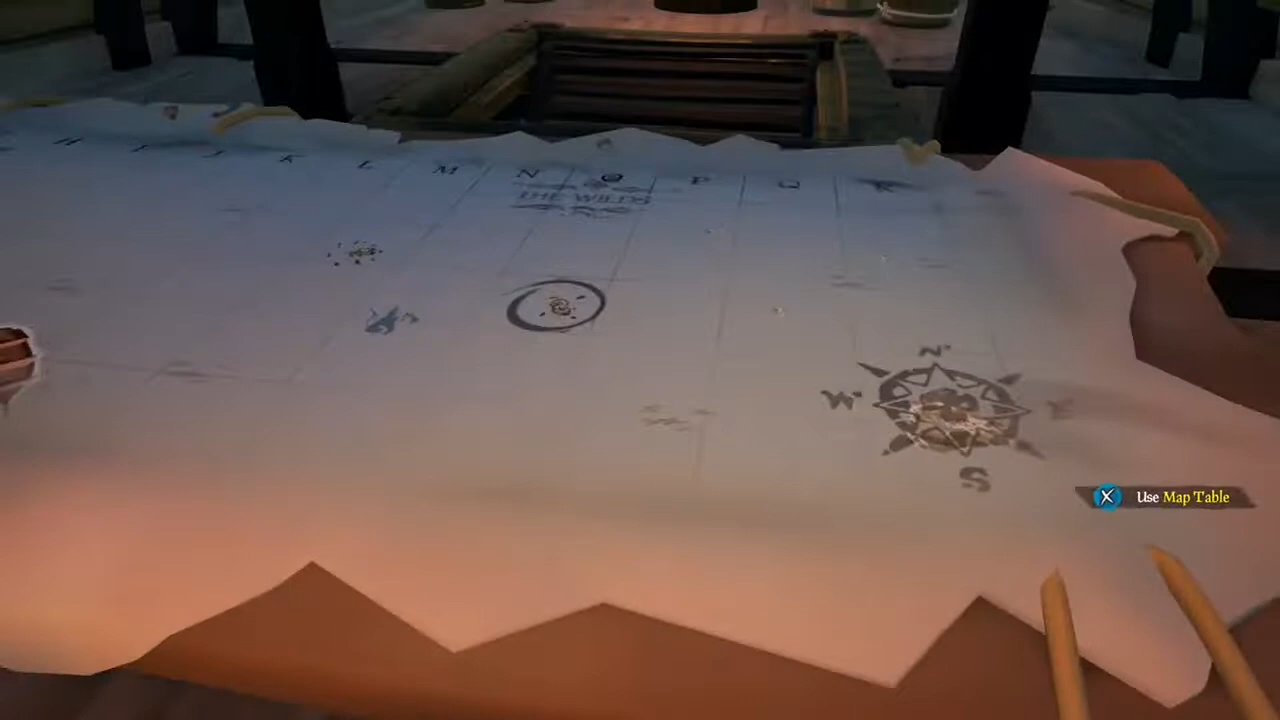 H I J K L M N O P Q R
THE WILDS
N
W E
S
X Use Map Table